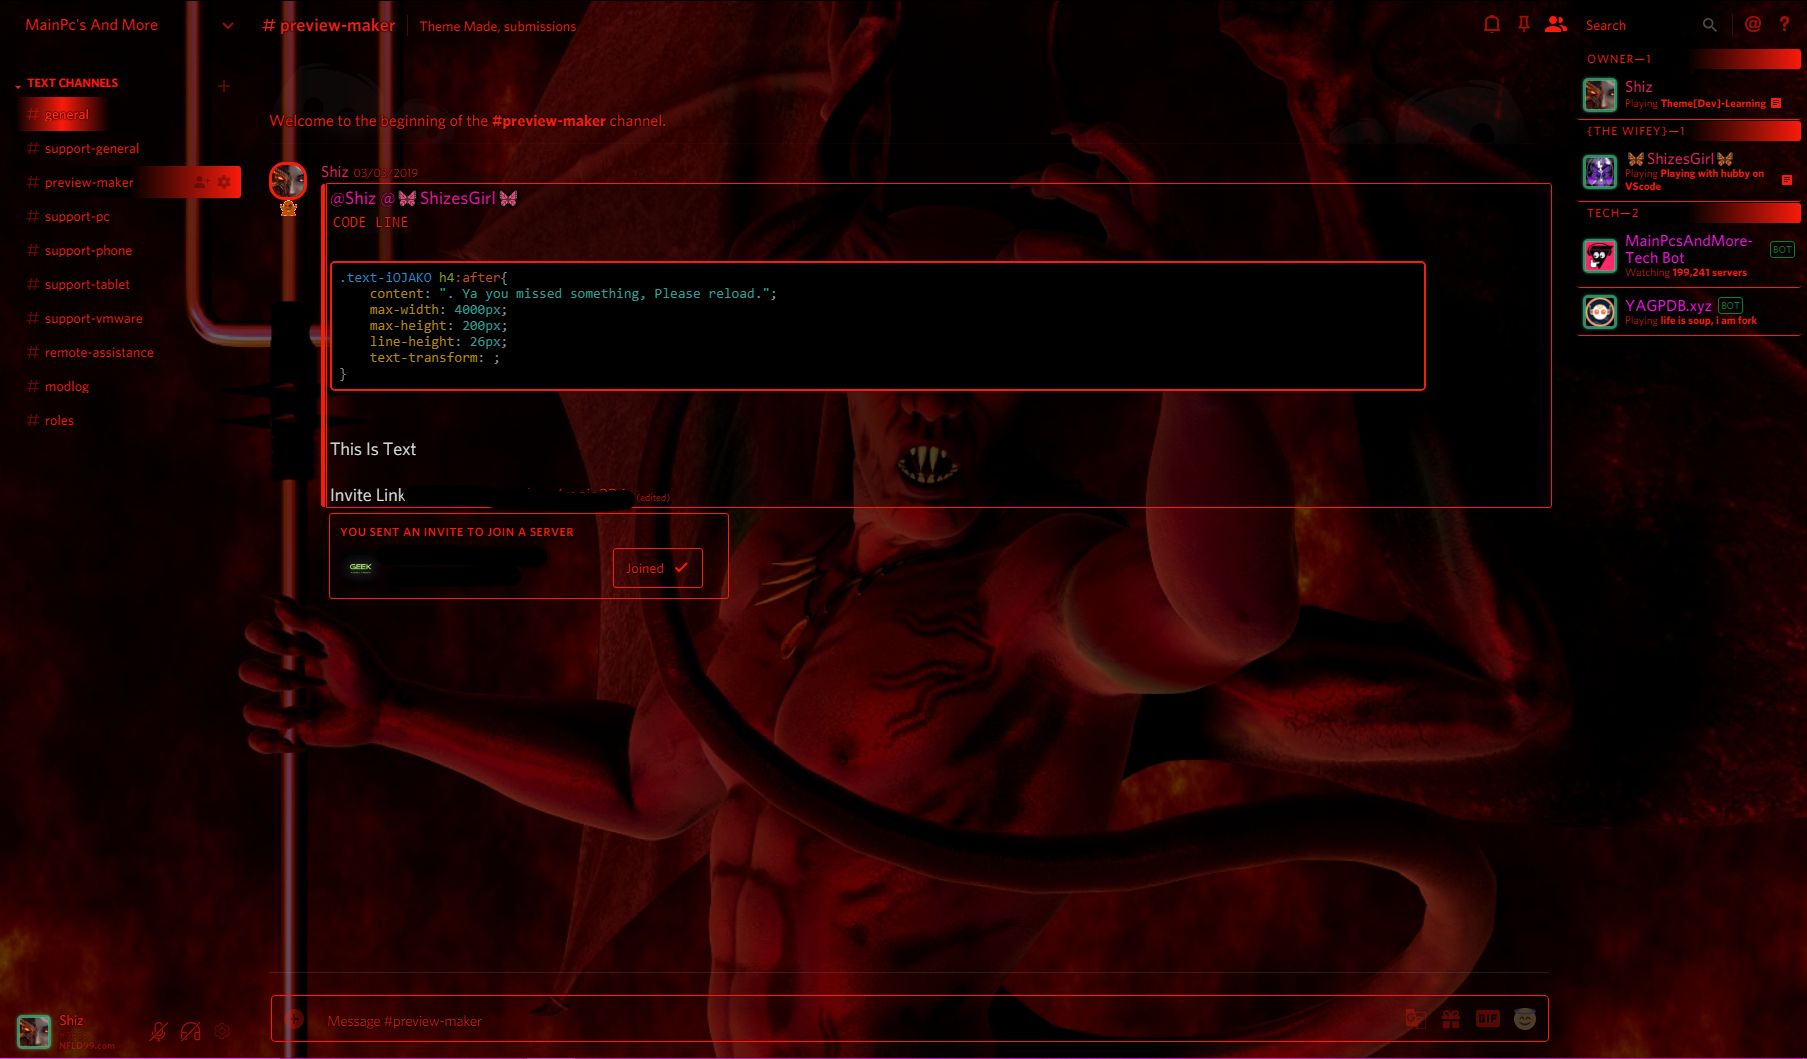 MainPc's And More
# preview-maker
Theme Made, submissions
Search
@ ?
TEXT CHANNELS
+
# general
# support-general
# preview-maker
# support-pc
# support-phone
# support-tablet
# support-vmware
# remote-assistance
# modlog
# roles
Welcome to the beginning of the #preview-maker channel.
Shiz 03/03/2019
@Shiz @🦋 ShizesGirl 🦋
CODE LINE
.text-iOJAKO h4:after{
    content: ". Ya you missed something, Please reload.";
    max-width: 4000px;
    max-height: 200px;
    line-height: 26px;
    text-transform: ;
}
This Is Text
Invite Link
(edited)
YOU SENT AN INVITE TO JOIN A SERVER
GEEK
Joined
OWNER—1
Shiz
Playing Theme[Dev]-Learning
{THE WIFEY}—1
🦋ShizesGirl🦋
Playing Playing with hubby on
VScode
TECH—2
MainPcsAndMore-
Tech Bot
BOT
Watching 199,241 servers
YAGPDB.xyz BOT
Playing life is soup, i am fork
Shiz
NFLD99.com
Message #preview-maker
GIF